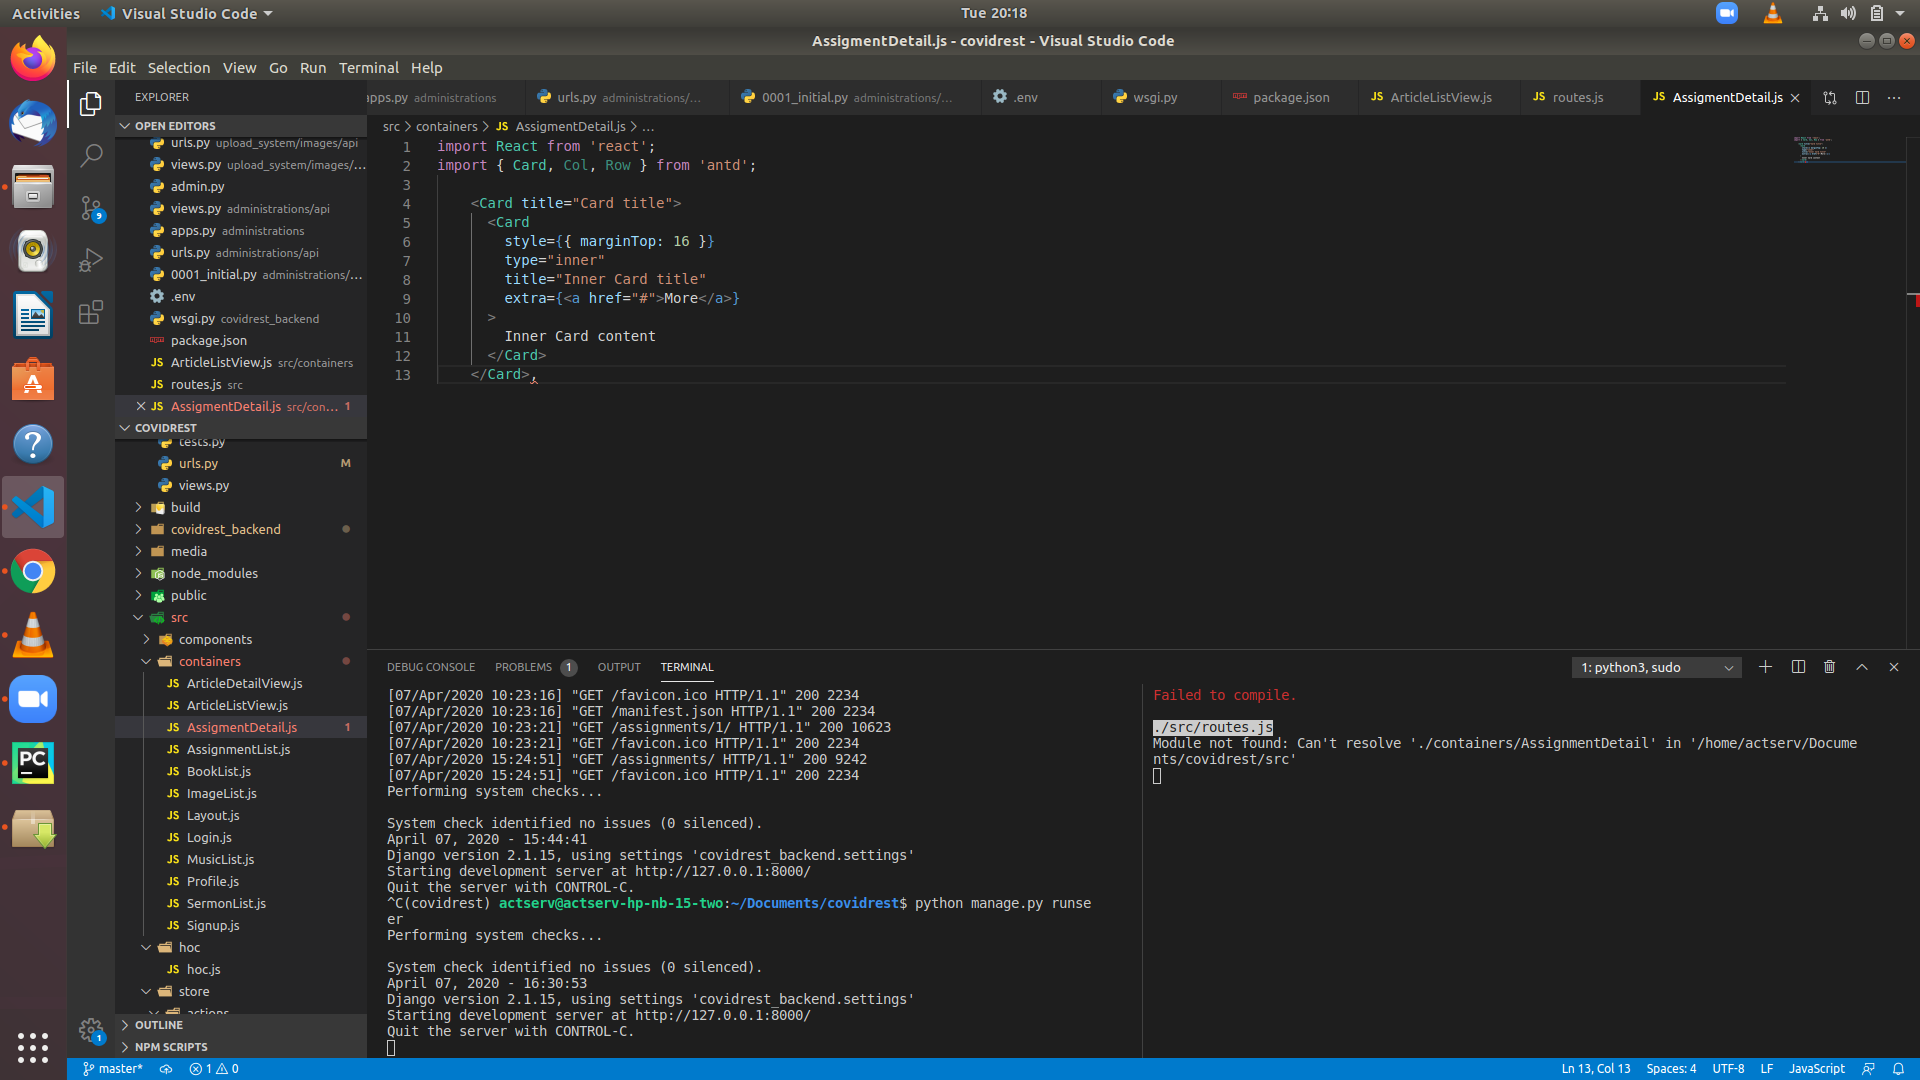 Activities Visual Studio Code Tue 20:18
AssigmentDetail.js - covidrest - Visual Studio Code
File Edit Selection View Go Run Terminal Help
EXPLORER
OPEN EDITORS
urls.py upload_system/images/api
views.py upload_system/images/...
admin.py
views.py administrations/api
apps.py administrations
urls.py administrations/api
0001_initial.py administrations/...
.env
wsgi.py covidrest_backend
package.json
JS ArticleListView.js src/containers
JS routes.js src
JS AssigmentDetail.js src/con... 1
COVIDREST
tests.py
urls.py M
views.py
build
covidrest_backend
media
node_modules
public
src
components
containers
JS ArticleDetailView.js
JS ArticleListView.js
JS AssigmentDetail.js 1
JS AssignmentList.js
JS BookList.js
JS ImageList.js
JS Layout.js
JS Login.js
JS MusicList.js
JS Profile.js
JS SermonList.js
JS Signup.js
hoc
JS hoc.js
store
actions
OUTLINE
NPM SCRIPTS
9
1
PC
apps.py administrations urls.py administrations/... 0001_initial.py administrations/... .env wsgi.py package.json JS ArticleListView.js JS routes.js JS AssigmentDetail.js
src > containers > JS AssigmentDetail.js > ...
1 import React from 'react';
2 import { Card, Col, Row } from 'antd';
3
4 <Card title="Card title">
5 <Card
6 style={{ marginTop: 16 }}
7 type="inner"
8 title="Inner Card title"
9 extra={<a href="#">More</a>}
10 >
11 Inner Card content
12 </Card>
13 </Card>,
DEBUG CONSOLE PROBLEMS 1 OUTPUT TERMINAL 1: python3, sudo
[07/Apr/2020 10:23:16] "GET /favicon.ico HTTP/1.1" 200 2234
[07/Apr/2020 10:23:16] "GET /manifest.json HTTP/1.1" 200 2234
[07/Apr/2020 10:23:21] "GET /assignments/1/ HTTP/1.1" 200 10623
[07/Apr/2020 10:23:21] "GET /favicon.ico HTTP/1.1" 200 2234
[07/Apr/2020 15:24:51] "GET /assignments/ HTTP/1.1" 200 9242
[07/Apr/2020 15:24:51] "GET /favicon.ico HTTP/1.1" 200 2234
Performing system checks...
System check identified no issues (0 silenced).
April 07, 2020 - 15:44:41
Django version 2.1.15, using settings 'covidrest_backend.settings'
Starting development server at http://127.0.0.1:8000/
Quit the server with CONTROL-C.
^C(covidrest) actserv@actserv-hp-nb-15-two:~/Documents/covidrest$ python manage.py runse
er
Performing system checks...
System check identified no issues (0 silenced).
April 07, 2020 - 16:30:53
Django version 2.1.15, using settings 'covidrest_backend.settings'
Starting development server at http://127.0.0.1:8000/
Quit the server with CONTROL-C.
Failed to compile.
./src/routes.js
Module not found: Can't resolve './containers/AssignmentDetail' in '/home/actserv/Docume
nts/covidrest/src'
master* 1 0 Ln 13, Col 13 Spaces: 4 UTF-8 LF JavaScript